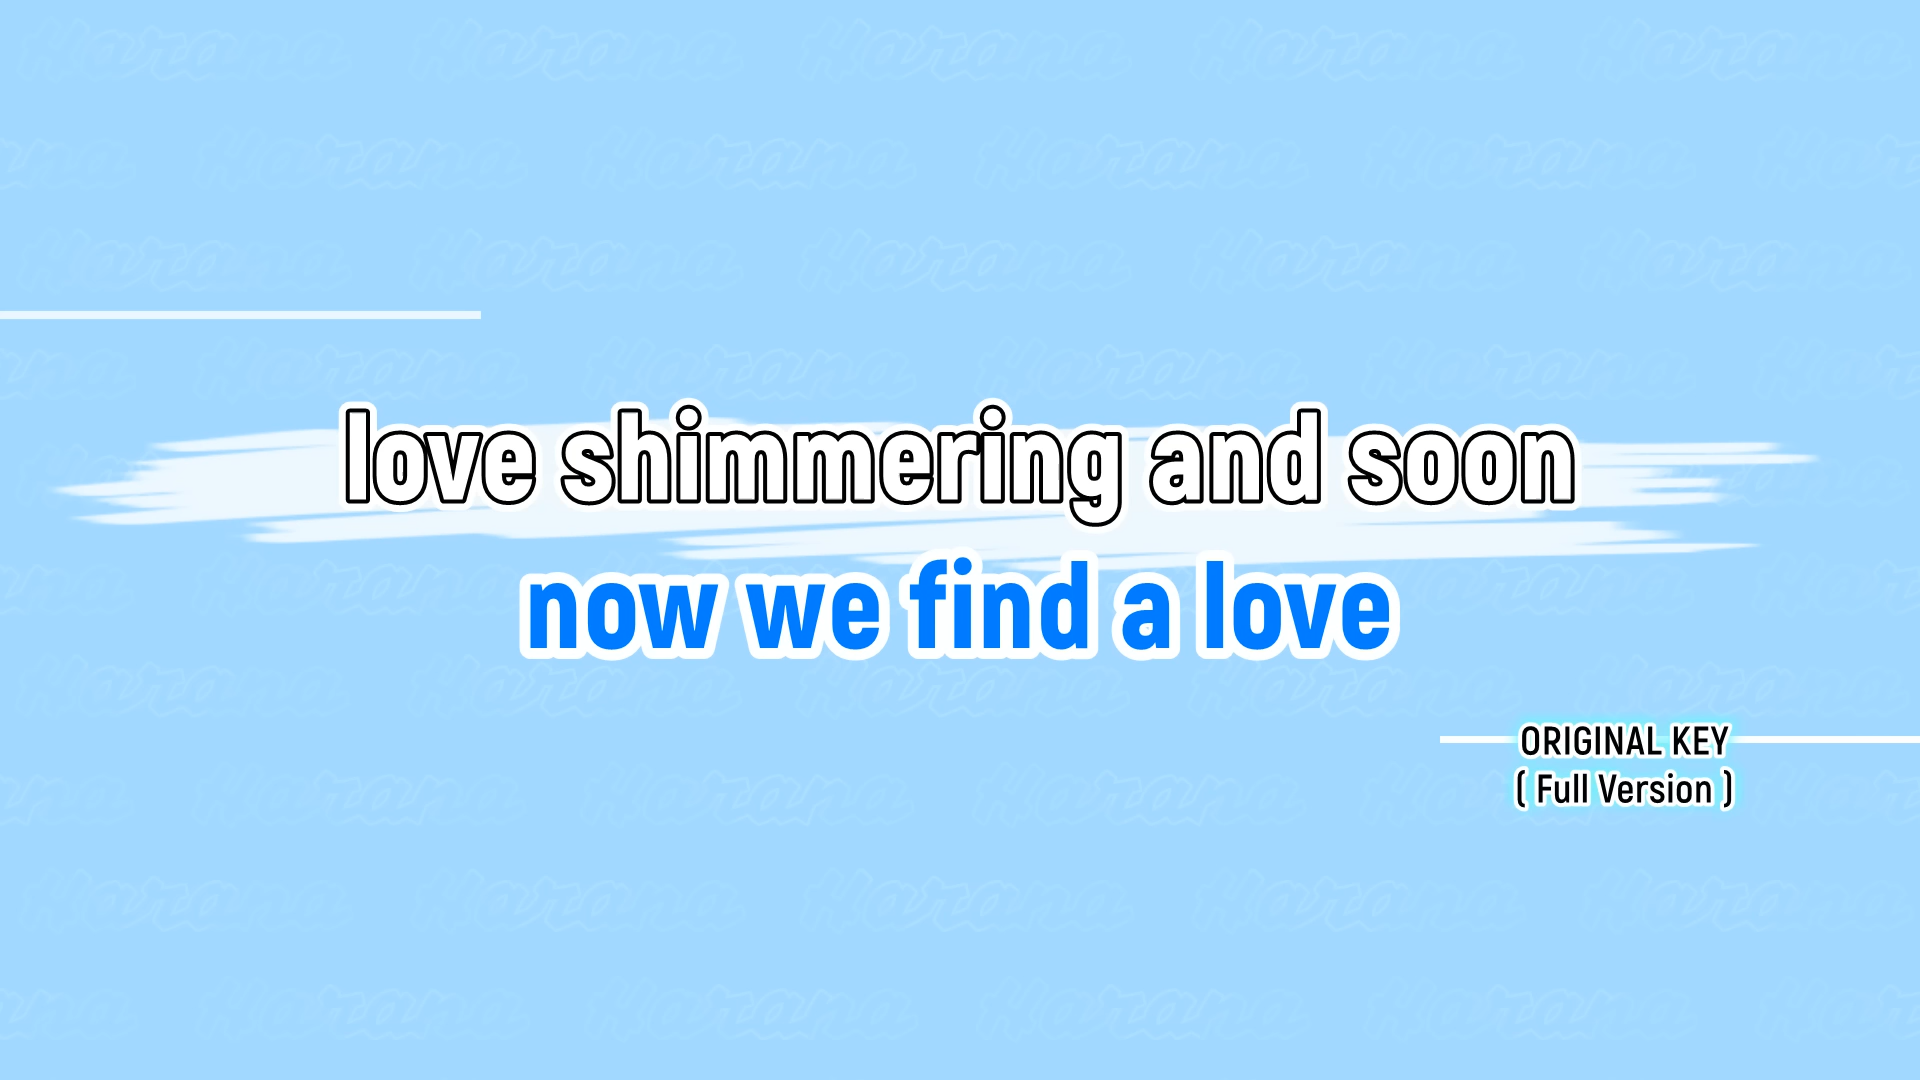 love shimmering and soon
now we find a love
ORIGINAL KEY
( Full Version )